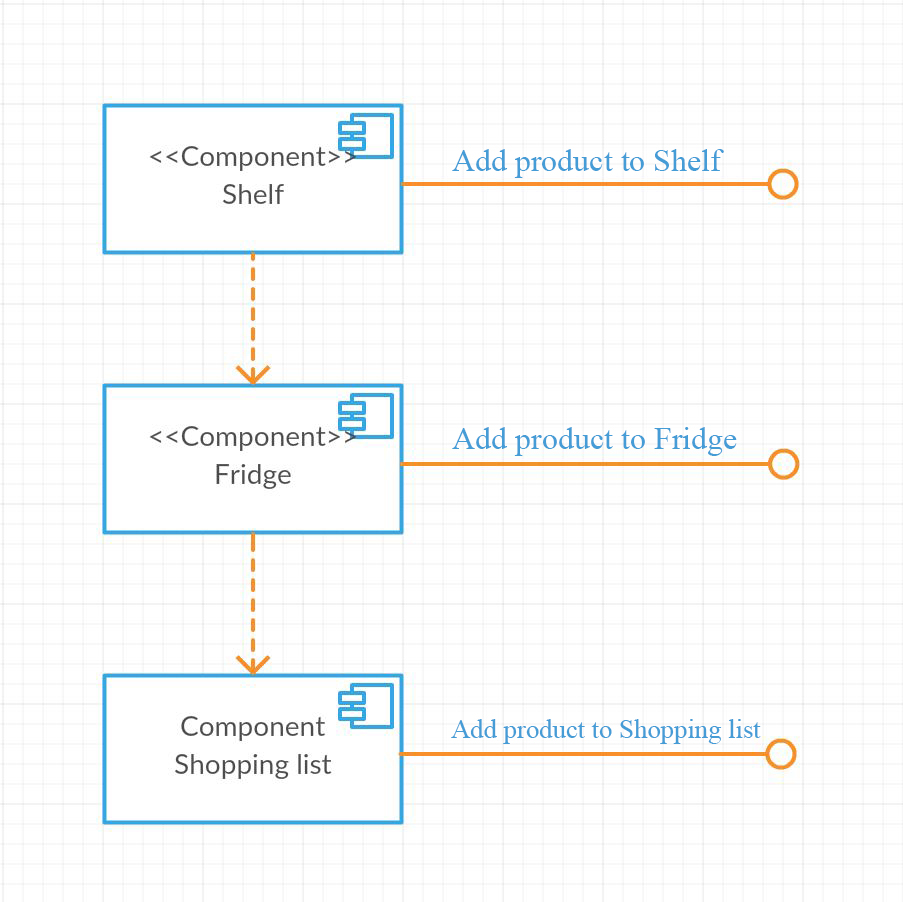 <<Component>>
Shelf
Add product to Shelf
<<Component>>
Fridge
Add product to Fridge
Component
Shopping list
Add product to Shopping list